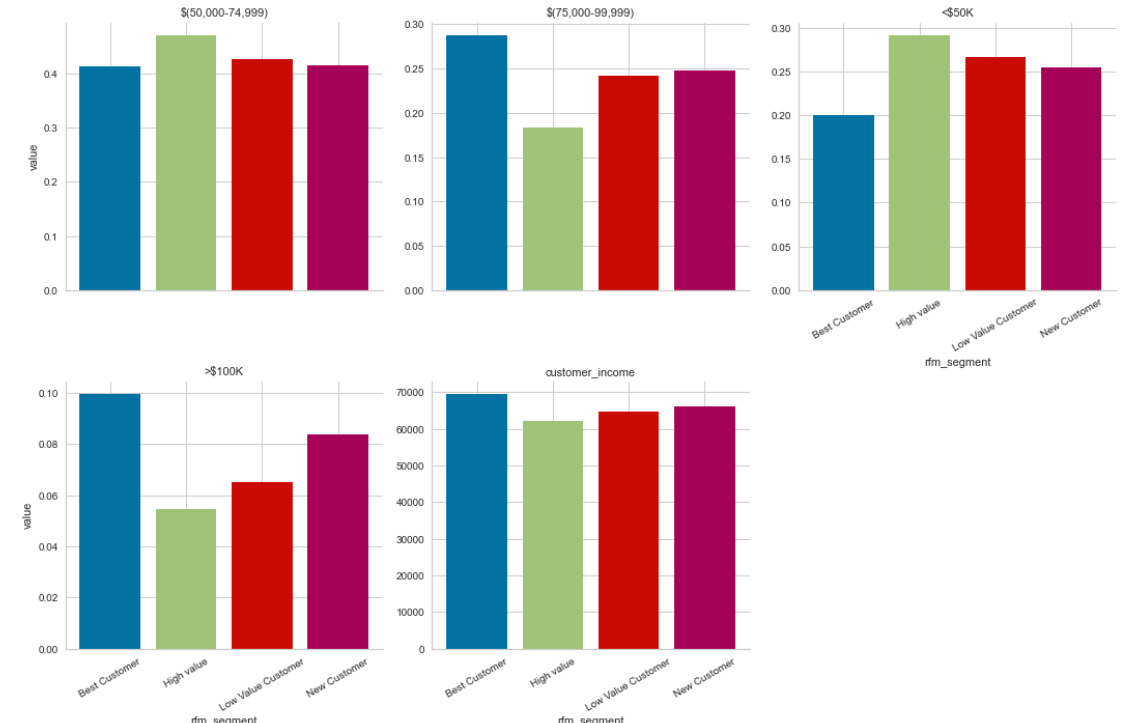 $(50,000-74,999)
$(75,000-99,999)
<$50K
value
0.4
0.3
0.2
0.1
0.0
0.30
0.25
0.20
0.15
0.10
0.05
0.00
0.30
0.25
0.20
0.15
0.10
0.05
0.00
Best Customer
High value
Low Value Customer
New Customer
rfm_segment
>$100K
customer_income
value
0.10
0.08
0.06
0.04
0.02
0.00
Best Customer
High value
Low Value Customer
New Customer
rfm_segment
70000
60000
50000
40000
30000
20000
10000
0
Best Customer
High value
Low Value Customer
New Customer
rfm_segment